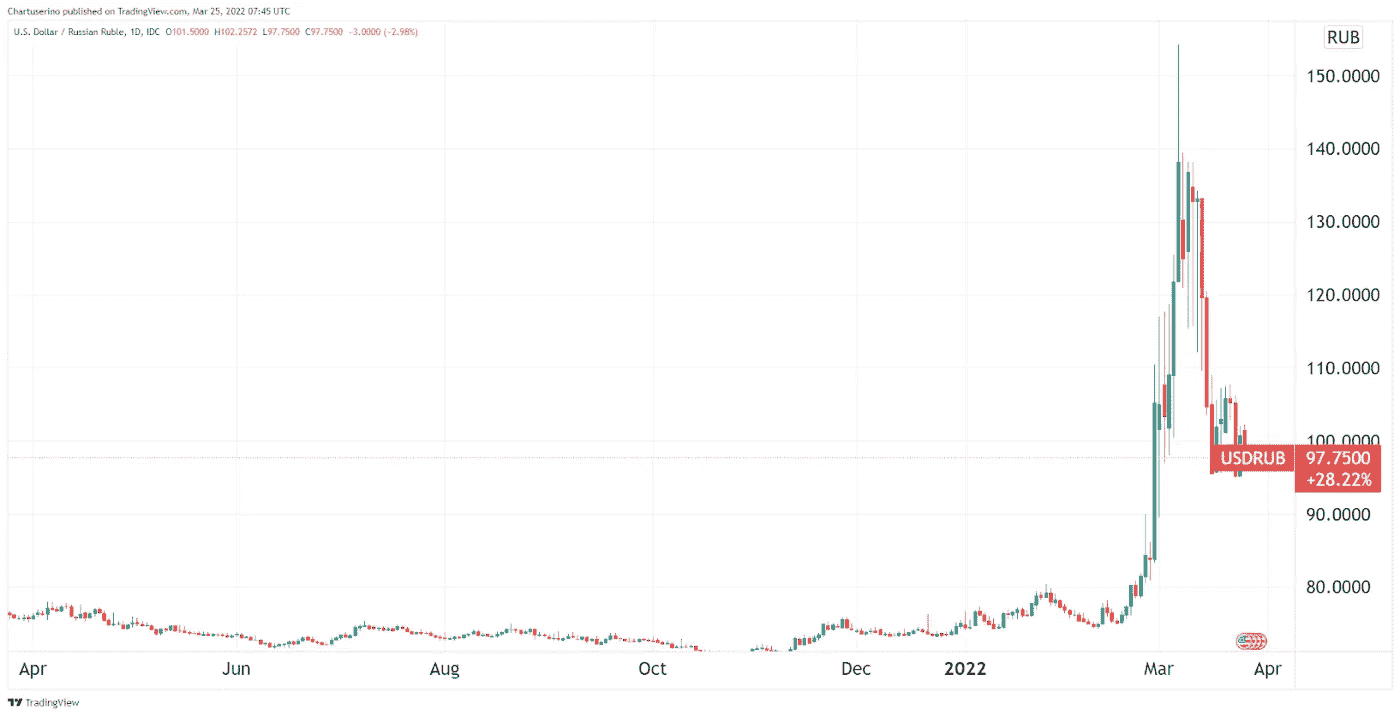 Chartuserino published on TradingView.com, Mar 25, 2022 07:45 UTC
U.S. Dollar / Russian Ruble, 1D, IDC O101.5000 H102.2572 L97.7500 C97.7500 -3.0000 (-2.98%)
RUB
150.0000
140.0000
130.0000
120.0000
110.0000
100.0000
USDRUB 97.7500
+28.22%
90.0000
80.0000
Apr Jun Aug Oct Dec 2022 Mar Apr
TradingView